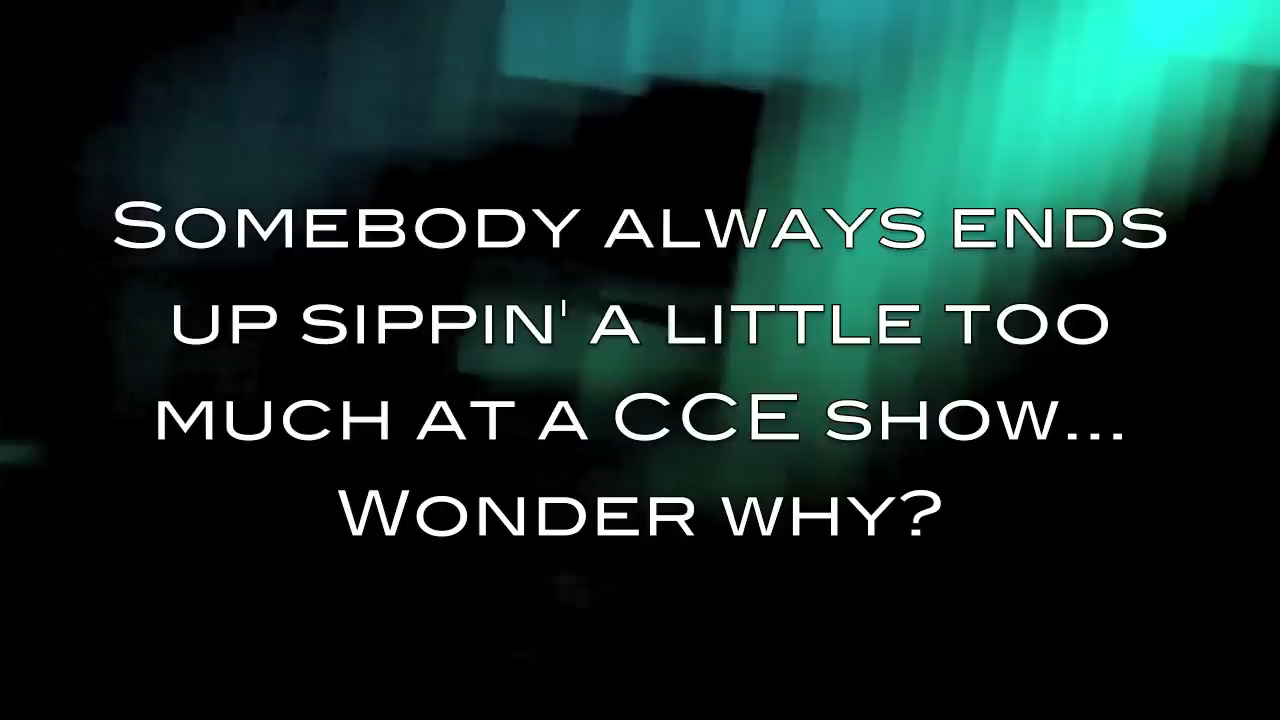 Somebody always ends
up sippin' a little too
much at a CCE show...
Wonder why?